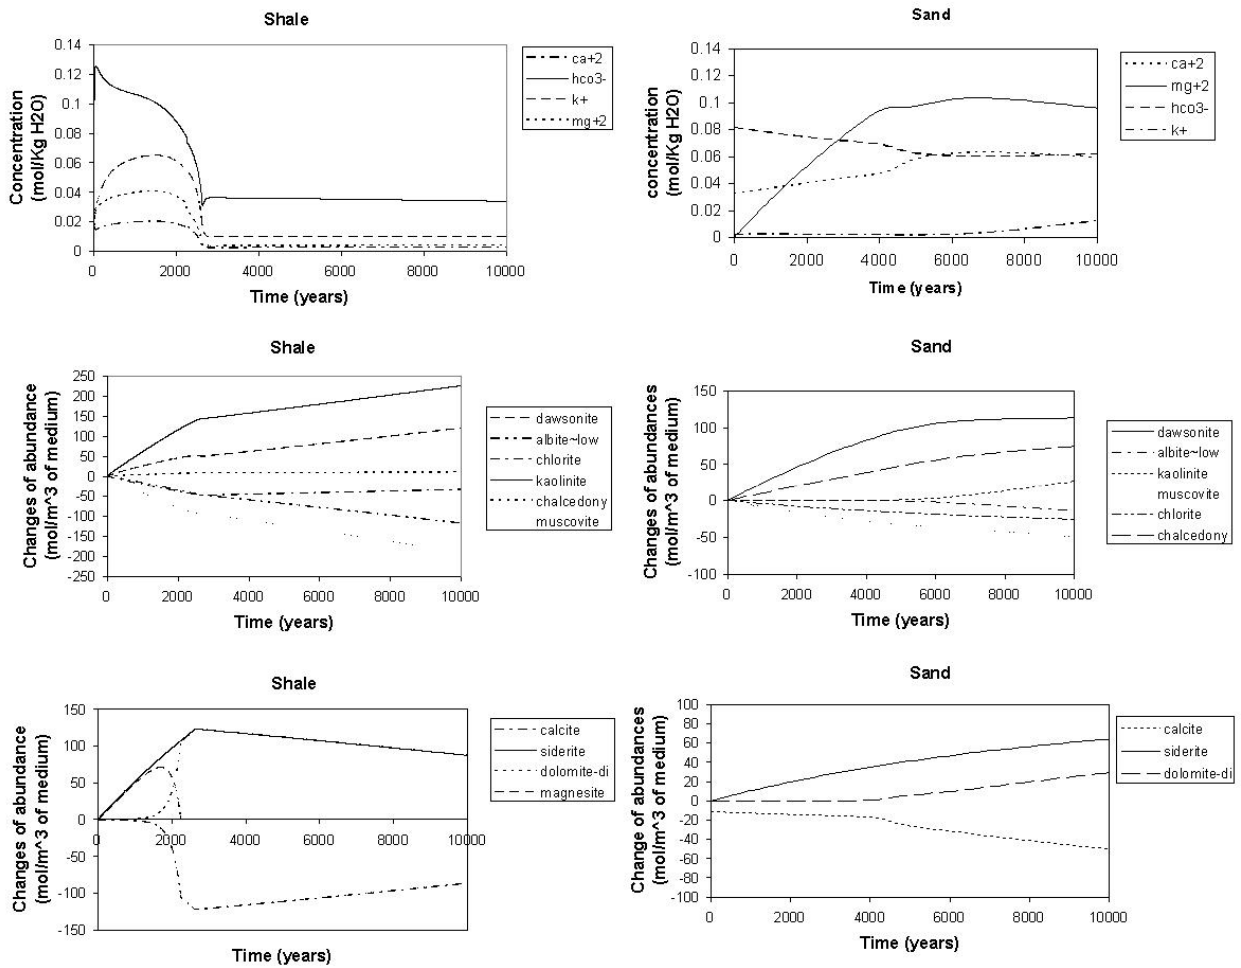 Shale
Concentration
(mol/Kg H2O)
0.14
0.12
0.1
0.08
0.06
0.04
0.02
0
0
2000
4000
6000
8000
10000
Time (years)
ca+2
hco3-
k+
mg+2
Sand
concentration
(mol/Kg H2O)
0.14
0.12
0.1
0.08
0.06
0.04
0.02
0
0
2000
4000
6000
8000
10000
Time (years)
ca+2
mg+2
hco3-
k+
Shale
Changes of abundance
(mol/m^3 of medium)
250
200
150
100
50
0
-50
-100
-150
-200
-250
0
2000
4000
6000
8000
10000
Time (years)
dawsonite
albite~low
chlorite
kaolinite
chalcedony
muscovite
Sand
Changes of abundances
(mol/m^3 of medium)
150
100
50
0
-50
-100
0
2000
4000
6000
8000
10000
Time (years)
dawsonite
albite~low
kaolinite
muscovite
chlorite
chalcedony
Shale
Changes of abundance
(mol/m^3 of medium)
150
100
50
0
-50
-100
-150
0
2000
4000
6000
8000
10000
Time (years)
calcite
siderite
dolomite-di
magnesite
Sand
Change of abundances
(mol/m^3 of medium)
100
80
60
40
20
0
-20
-40
-60
-80
-100
0
2000
4000
6000
8000
10000
Time (years)
calcite
siderite
dolomite-di